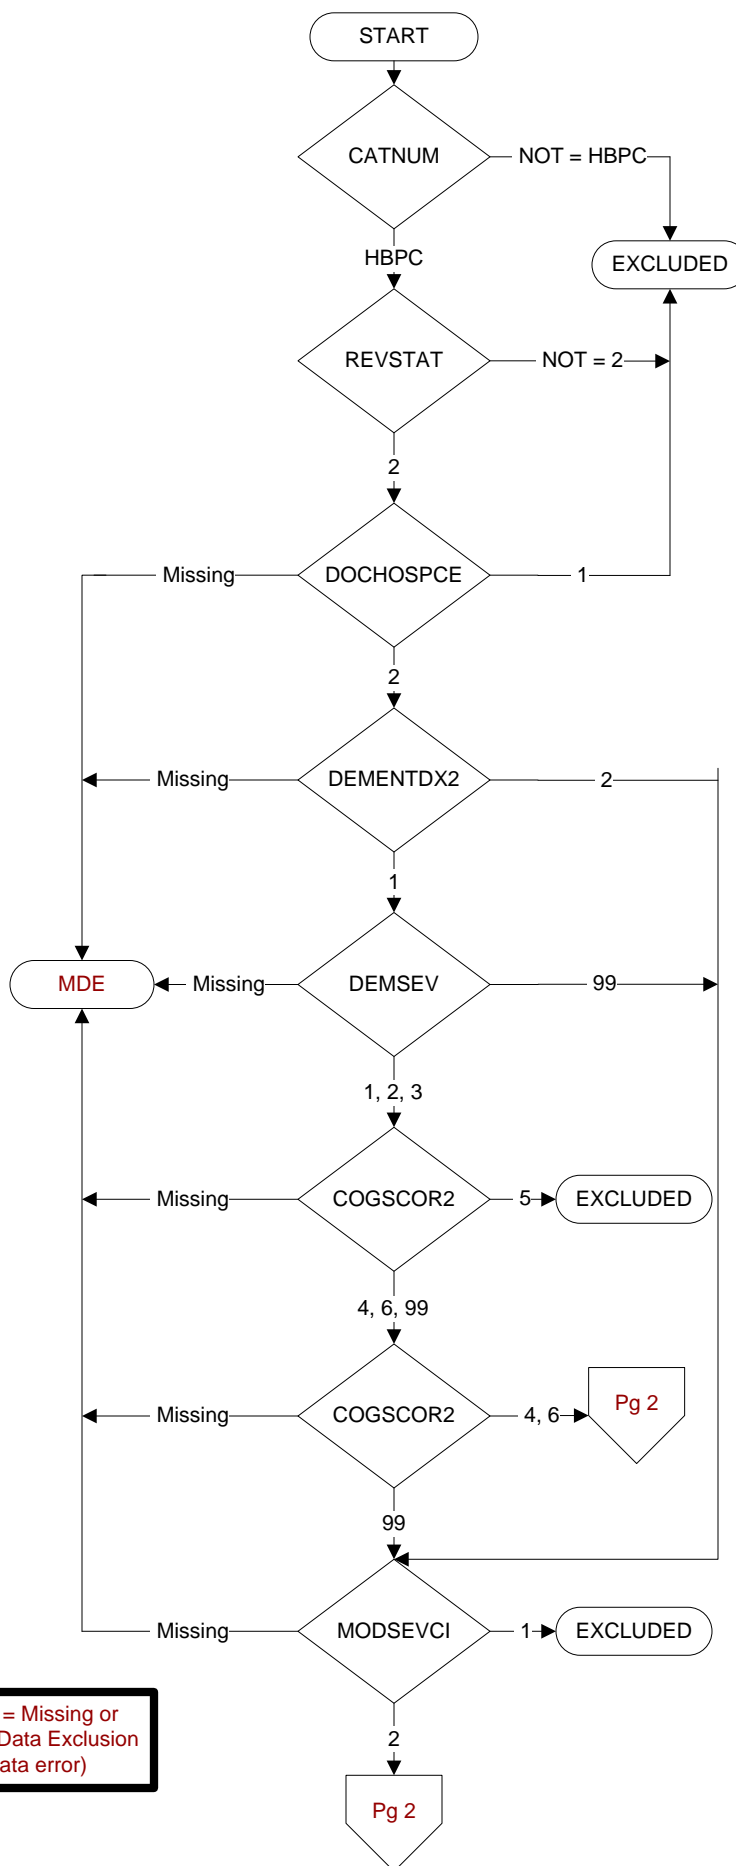 START
CATNUM
NOT = HBPC
HBPC
EXCLUDED
REVSTAT
NOT = 2
2
Missing
DOCHOSPCE
1
2
Missing
DEMENTDX2
2
1
MDE
Missing
DEMSEV
99
1, 2, 3
Missing
COGSCOR2
5
EXCLUDED
4, 6, 99
Missing
COGSCOR2
4, 6
Pg 2
99
Missing
MODSEVCI
1
EXCLUDED
= Missing or
Data Exclusion
ata error)
2
Pg 2